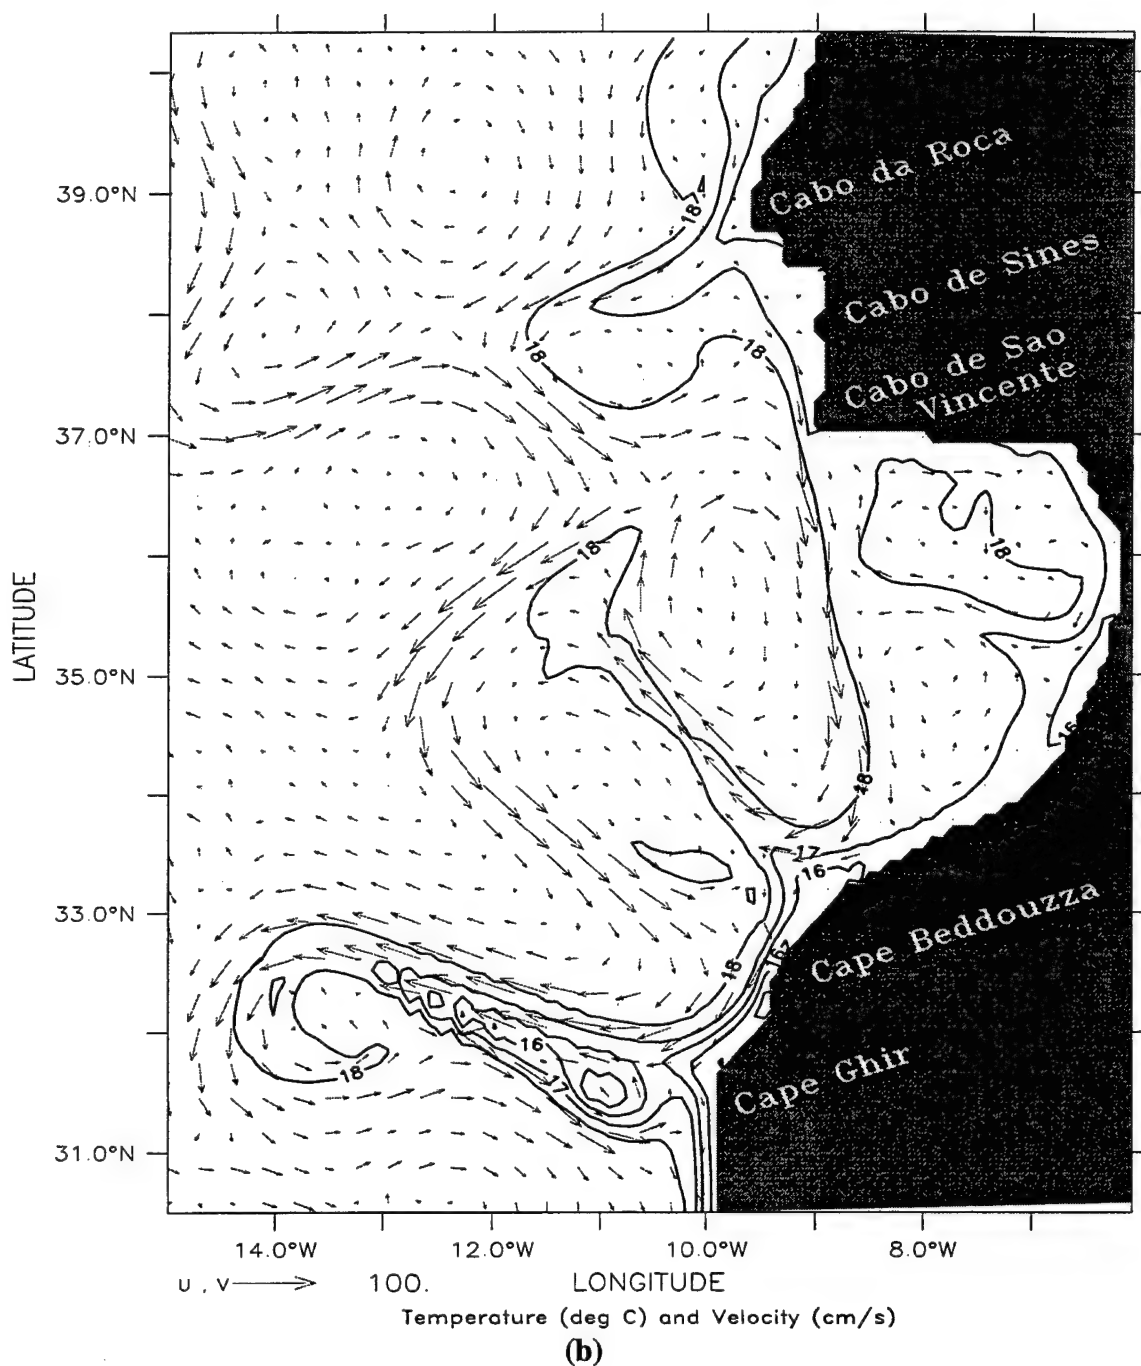 39.0°N
37.0°N
35.0°N
33.0°N
31.0°N
LATITUDE
Cabo da Roca
Cabo de Sines
Cabo de Sao
Vincente
Cape Beddouzza
Cape Ghir
18
18
18
18
18
18
17
16
16
16
18
16
17
18
14.0°W
12.0°W
10.0°W
8.0°W
u , v
100.
LONGITUDE
Temperature (deg C) and Velocity (cm/s)
(b)